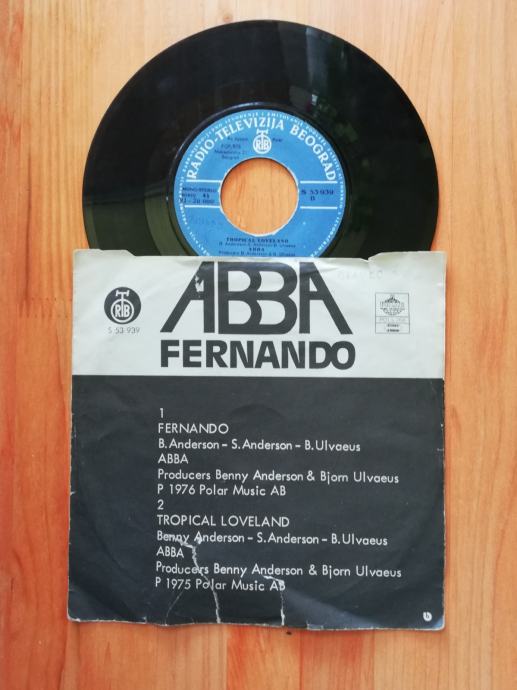 RADIO-TELEVIZIJA BEOGRAD
RTB
S 53 939
B
TROPICAL LOVELAND
ABBA
ABBA
FERNANDO
RTB
S 53 939
1
FERNANDO
B. Anderson – S. Anderson – B. Ulvaeus
ABBA
Producers Benny Anderson & Bjorn Ulvaeus
P 1976 Polar Music AB
2
TROPICAL LOVELAND
Benny Anderson – S. Anderson – B. Ulvaeus
ABBA
Producers Benny Anderson & Bjorn Ulvaeus
P 1975 Polar Music AB